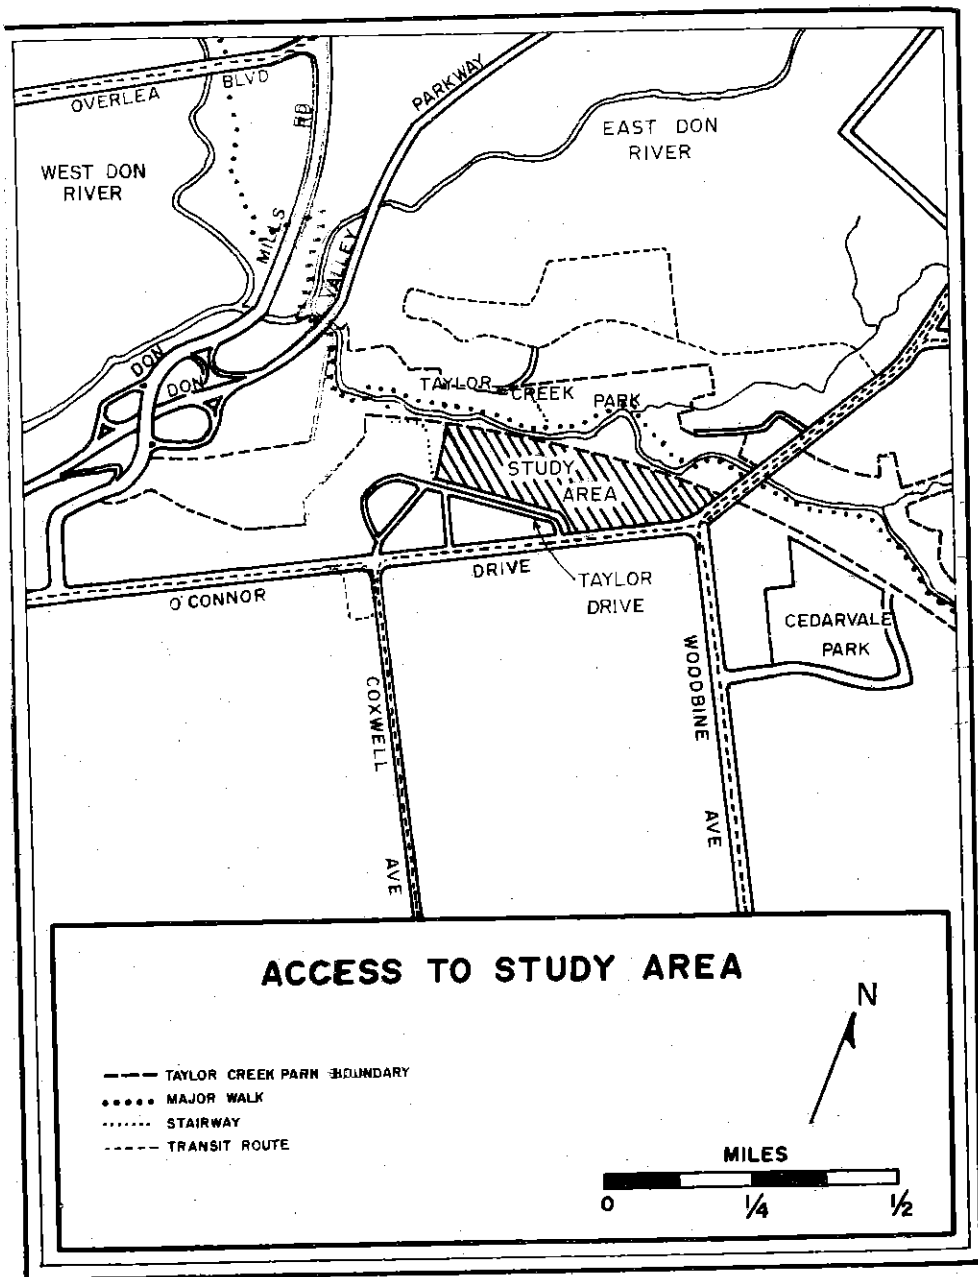 OVERLEA BLVD
RD
PARKWAY
EAST DON
RIVER
WEST DON
RIVER
MILLS
VALLEY
DON
DON
TAYLOR CREEK PARK
STUDY
AREA
DRIVE
TAYLOR
DRIVE
O'CONNOR
CEDARVALE
PARK
WOODBINE
COXWELL
AVE
AVE
ACCESS TO STUDY AREA
N
TAYLOR CREEK PARK BOUNDARY
MAJOR WALK
STAIRWAY
TRANSIT ROUTE
MILES
0 1/4 1/2